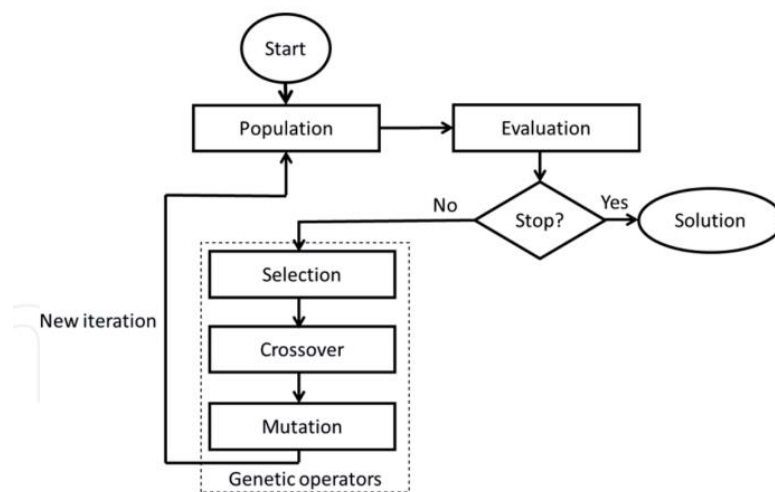 Start
Population
Evaluation
No
Stop?
Yes
Solution
Selection
New iteration
Crossover
Mutation
Genetic operators